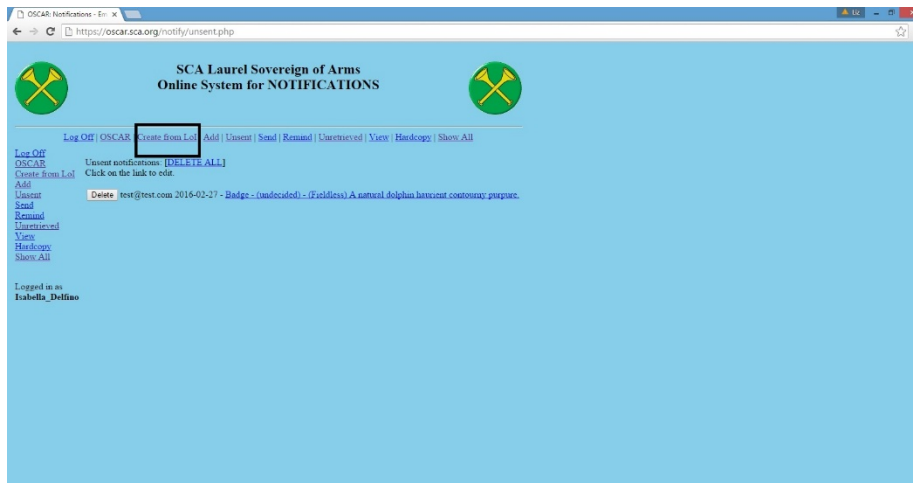 OSCAR: Notifications - En
https://oscar.sca.org/notify/unsent.php
SCA Laurel Sovereign of Arms
Online System for NOTIFICATIONS
Log Off | OSCAR | Create from LoI | Add | Unsent | Send | Remind | Unretrieved | View | Hardcopy | Show All
Log Off
OSCAR
Create from LoI
Add
Unsent
Send
Remind
Unretrieved
View
Hardcopy
Show All
Unsent notifications: [DELETE ALL]
Click on the link to edit.
Delete test@test.com 2016-02-27 - Badge - (undecided) - (Fieldless) A natural dolphin haurient contourny purpure.
Logged in as
Isabella_Delfino